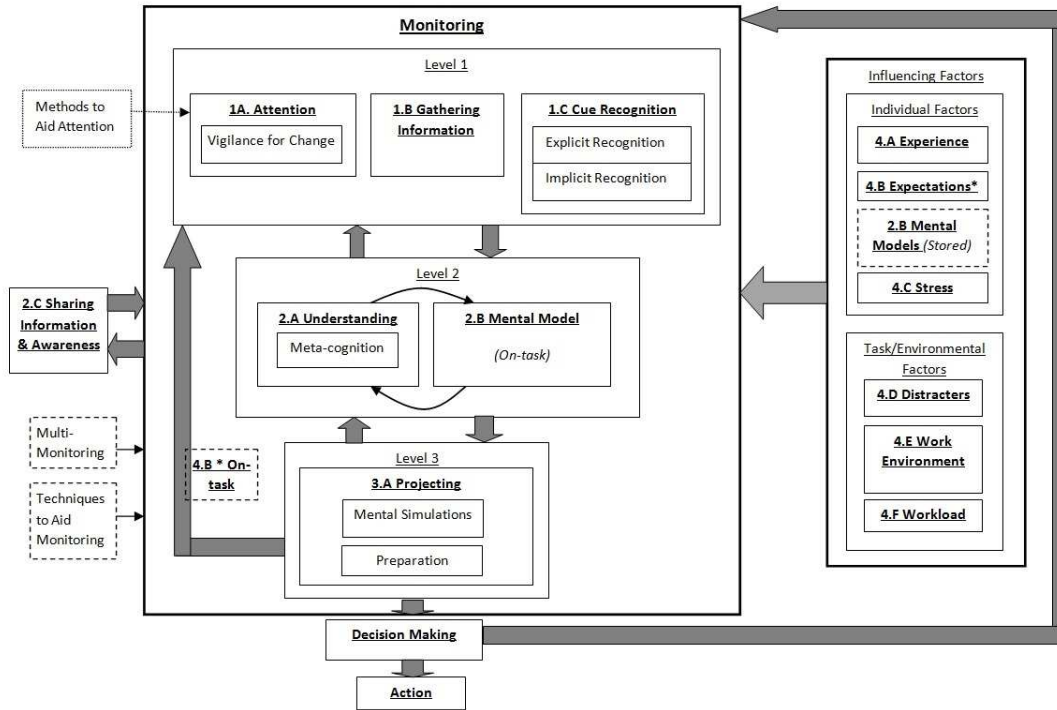 Monitoring
Level 1
Methods to
Aid Attention
1A. Attention
Vigilance for Change
1.B Gathering
Information
1.C Cue Recognition
Explicit Recognition
Implicit Recognition
Level 2
2.A Understanding
Meta-cognition
2.B Mental Model
(On-task)
2.C Sharing
Information
& Awareness
Multi-
Monitoring
Techniques
to Aid
Monitoring
4.B * On-
task
Level 3
3.A Projecting
Mental Simulations
Preparation
Decision Making
Action
Influencing Factors
Individual Factors
4.A Experience
4.B Expectations*
2.B Mental
Models (Stored)
4.C Stress
Task/Environmental
Factors
4.D Distracters
4.E Work
Environment
4.F Workload